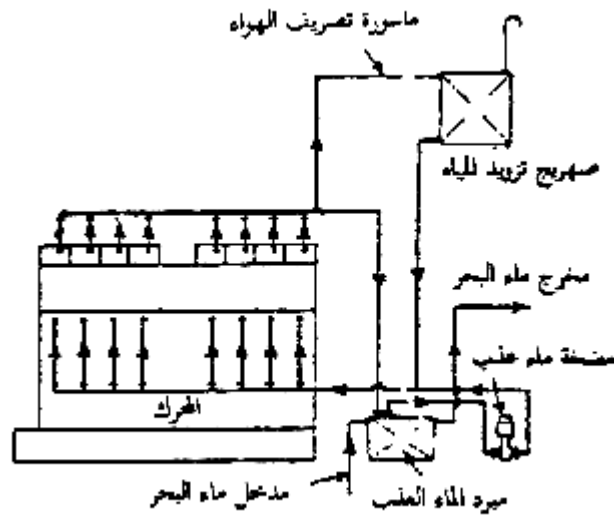 ماسورة تصريف الهواء
صهريج تزويد المياه
مخرج ماء البحر
مضخة ماء عذب
المحرك
مدخل ماء البحر
مبرد الماء العذب